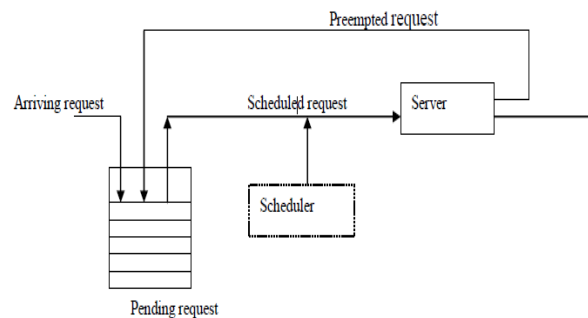 Preempted request
Arriving request
Scheduled request
Server
Scheduler
Pending request